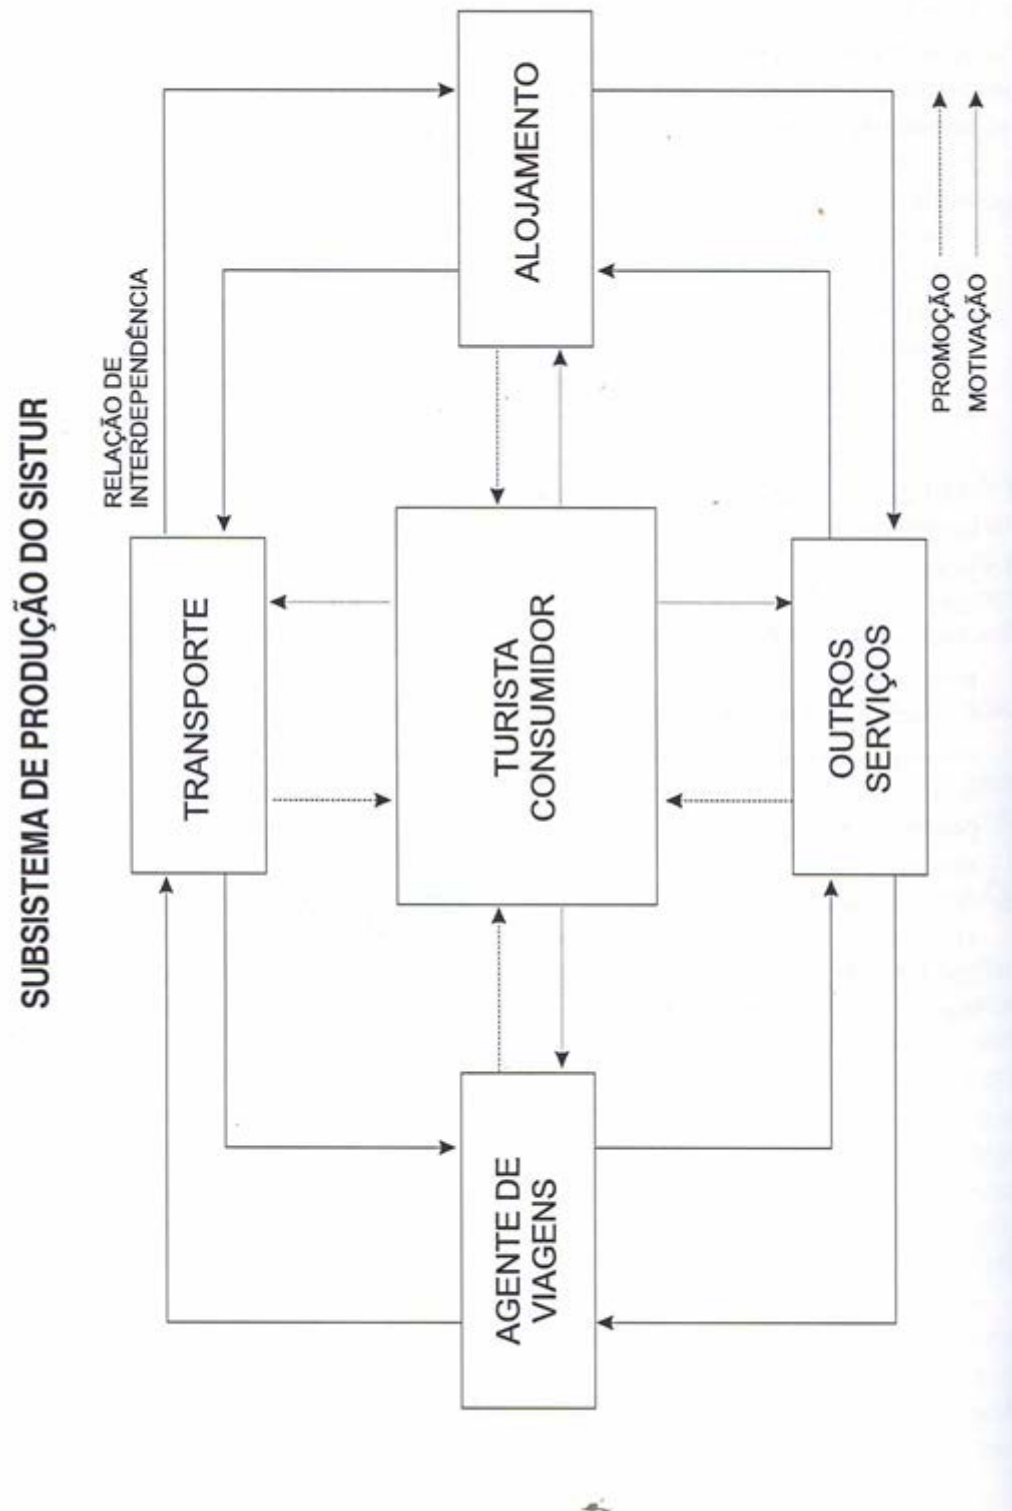 SUBSISTEMA DE PRODUÇÃO DO SISTUR
RELAÇÃO DE
INTERDEPENDÊNCIA
TRANSPORTE
AGENTE DE
VIAGENS
TURISTA
CONSUMIDOR
ALOJAMENTO
OUTROS
SERVIÇOS
PROMOÇÃO
MOTIVAÇÃO